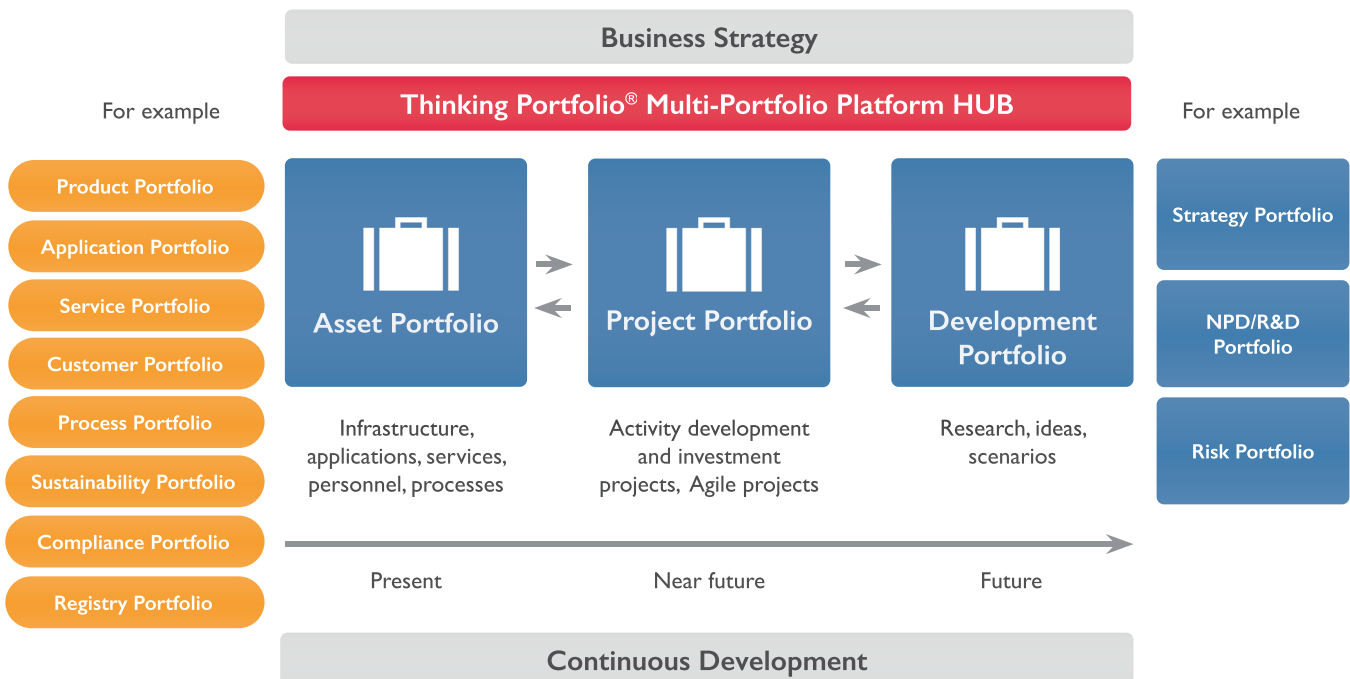 Business Strategy
Thinking Portfolio® Multi-Portfolio Platform HUB
For example
Product Portfolio
Application Portfolio
Service Portfolio
Customer Portfolio
Process Portfolio
Sustainability Portfolio
Compliance Portfolio
Registry Portfolio
Asset Portfolio
Infrastructure,
applications, services,
personnel, processes
Project Portfolio
Activity development
and investment
projects, Agile projects
Development
Portfolio
Research, ideas,
scenarios
Present
Near future
Future
For example
Strategy Portfolio
NPD/R&D
Portfolio
Risk Portfolio
Continuous Development